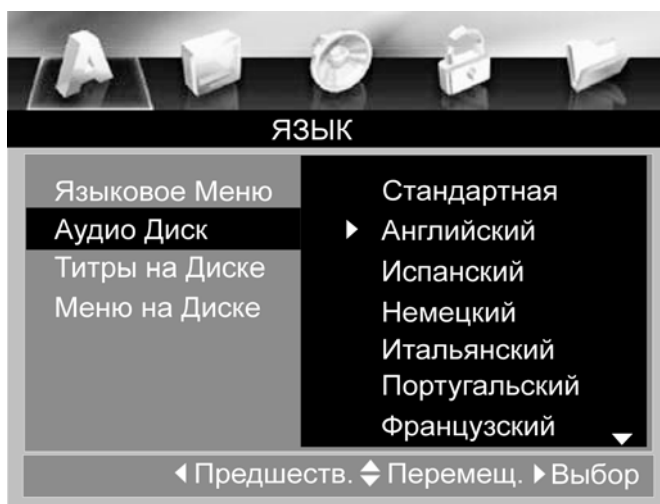 ЯЗЫК
Языковое Меню
Аудио Диск
Титры на Диске
Меню на Диске
Стандартная
Английский
Испанский
Немецкий
Итальянский
Португальский
Французский
Предшеств. Перемещ. Выбор